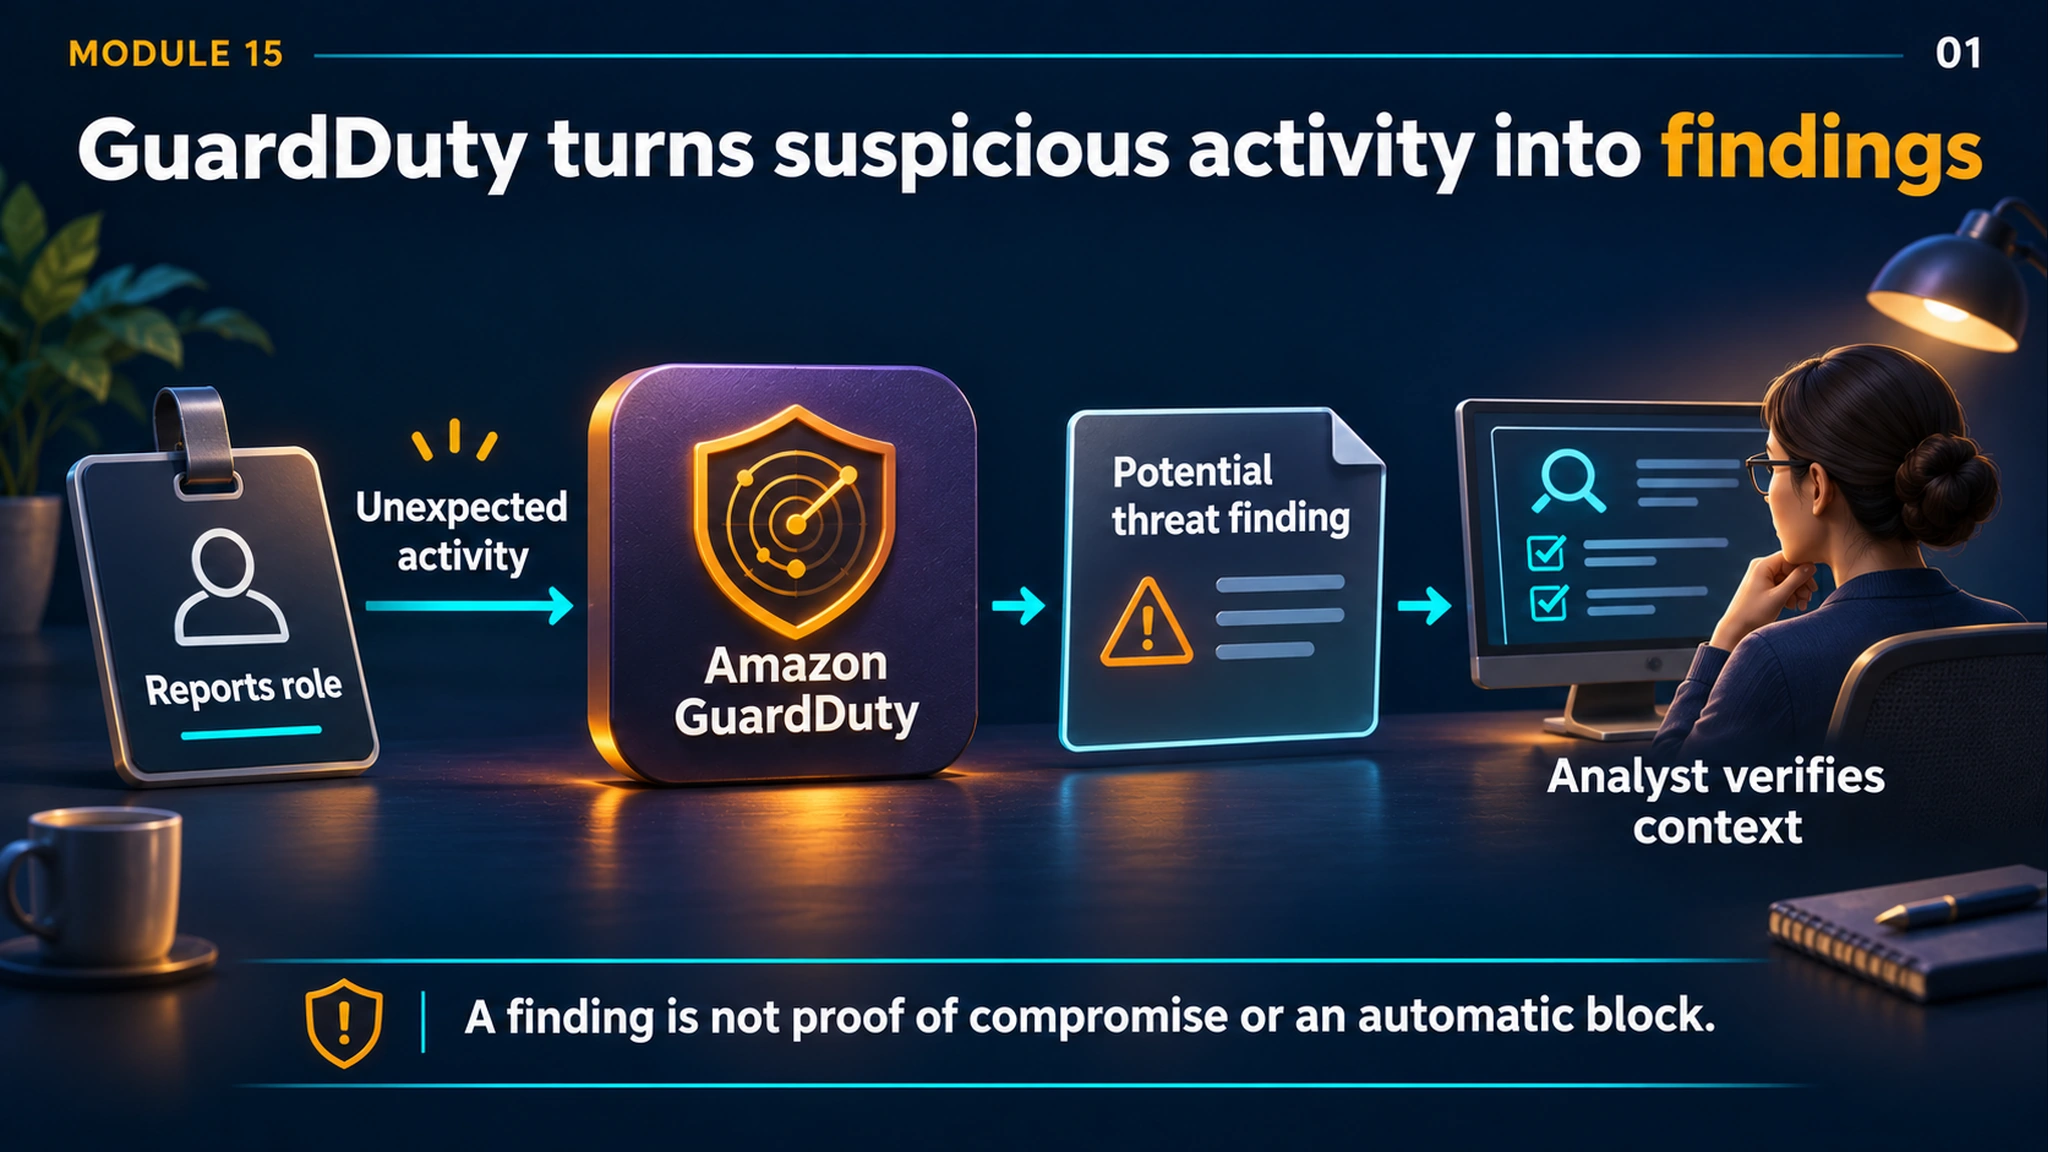 MODULE 15
01
GuardDuty turns suspicious activity into findings
Unexpected
activity
Reports role
Amazon
GuardDuty
Potential
threat finding
Analyst verifies
context
A finding is not proof of compromise or an automatic block.